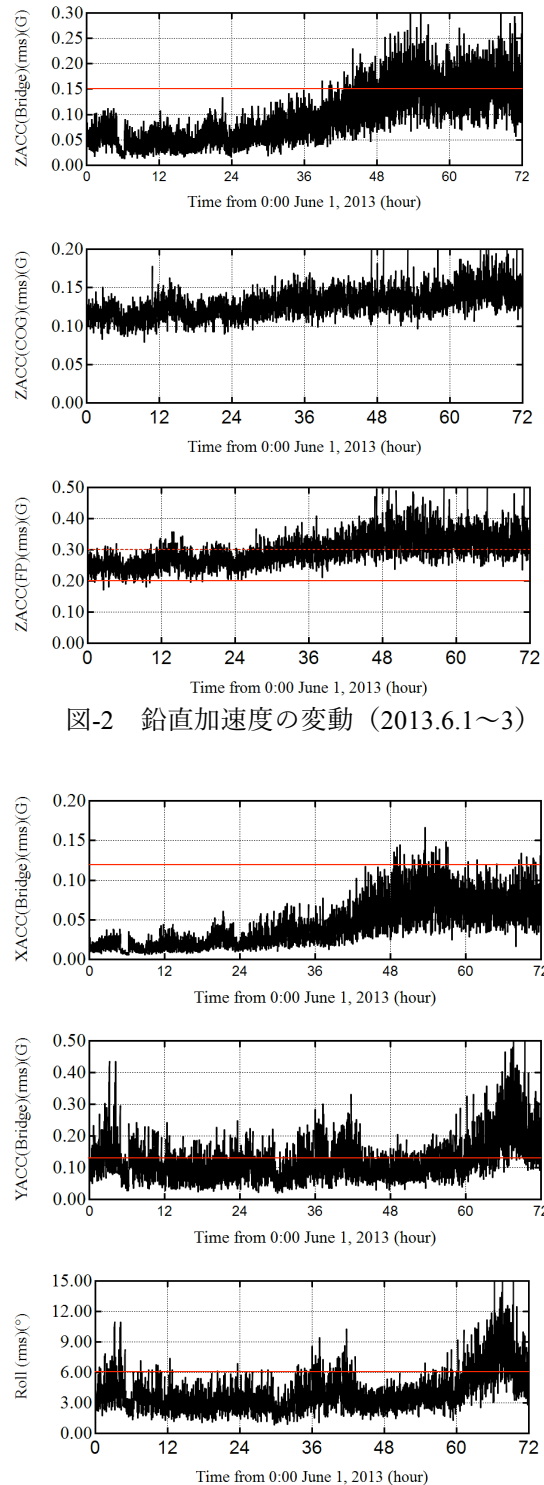 ZACC(Bridge)(rms)(G)
0.30
0.25
0.20
0.15
0.10
0.05
0.00
0 12 24 36 48 60 72
Time from 0:00 June 1, 2013 (hour)
ZACC(COG)(rms)(G)
0.20
0.15
0.10
0.05
0.00
0 12 24 36 48 60 72
Time from 0:00 June 1, 2013 (hour)
ZACC(FP)(rms)(G)
0.50
0.40
0.30
0.20
0.10
0.00
0 12 24 36 48 60 72
Time from 0:00 June 1, 2013 (hour)
図-2 鉛直加速度の変動（2013.6.1～3）
XACC(Bridge)(rms)(G)
0.20
0.15
0.10
0.05
0.00
0 12 24 36 48 60 72
Time from 0:00 June 1, 2013 (hour)
YACC(Bridge)(rms)(G)
0.50
0.40
0.30
0.20
0.10
0.00
0 12 24 36 48 60 72
Time from 0:00 June 1, 2013 (hour)
Roll (rms)(°)
15.00
12.00
9.00
6.00
3.00
0.00
0 12 24 36 48 60 72
Time from 0:00 June 1, 2013 (hour)